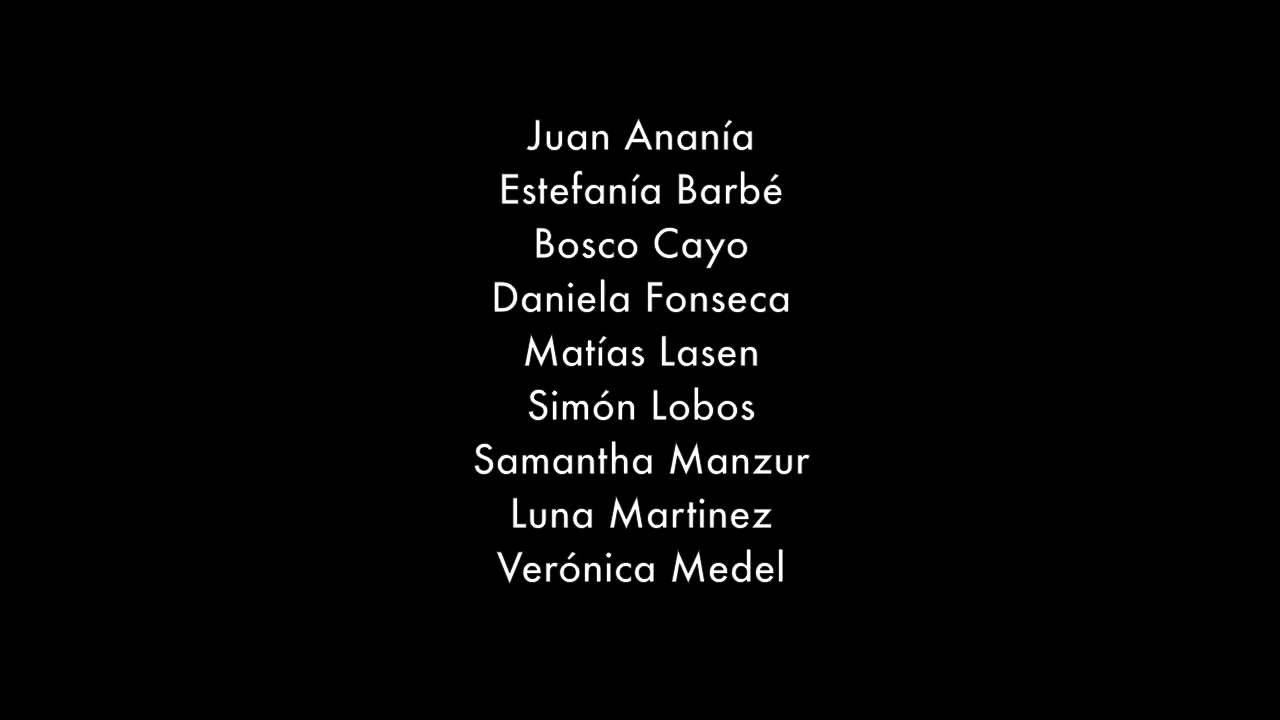 Juan Ananía
Estefanía Barbé
Bosco Cayo
Daniela Fonseca
Matías Lasen
Simón Lobos
Samantha Manzur
Luna Martinez
Verónica Medel